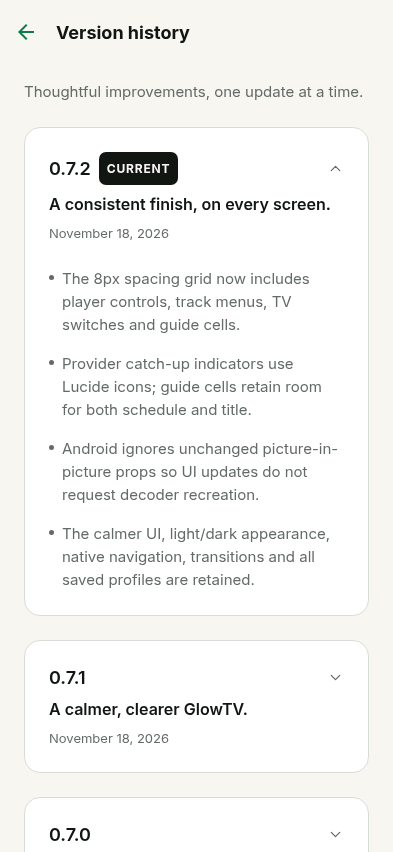 Version history
Thoughtful improvements, one update at a time.
0.7.2 CURRENT
A consistent finish, on every screen.
November 18, 2026
• The 8px spacing grid now includes
player controls, track menus, TV
switches and guide cells.
• Provider catch-up indicators use
Lucide icons; guide cells retain room
for both schedule and title.
• Android ignores unchanged picture-in-
picture props so UI updates do not
request decoder recreation.
• The calmer UI, light/dark appearance,
native navigation, transitions and all
saved profiles are retained.
0.7.1
A calmer, clearer GlowTV.
November 18, 2026
0.7.0